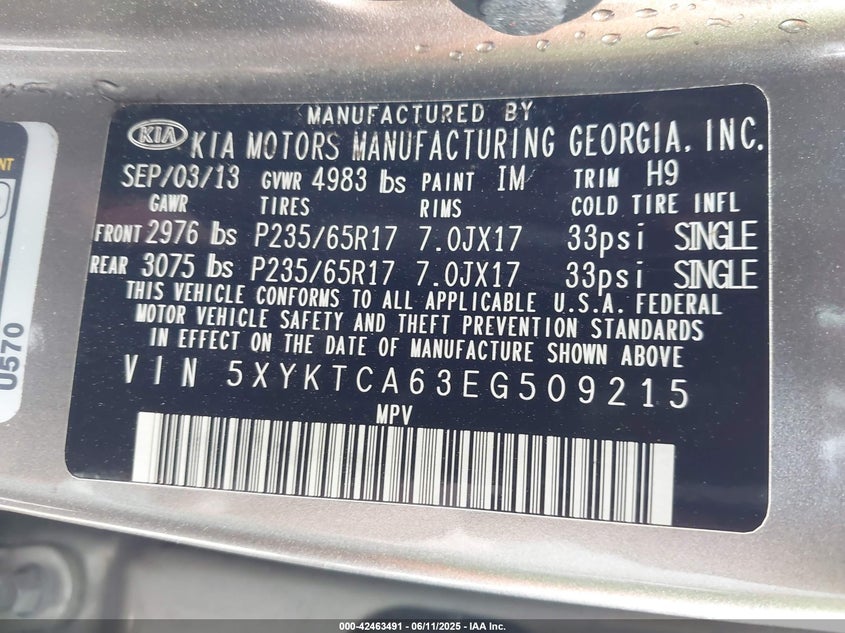 MANUFACTURED BY
KIA KIA MOTORS MANUFACTURING GEORGIA, INC.
SEP/03/13 GVWR 4983 lbs PAINT IM TRIM H9
GAWR TIRES RIMS COLD TIRE INFL
FRONT 2976 lbs P235/65R17 7.0JX17 33psi SINGLE
REAR 3075 lbs P235/65R17 7.0JX17 33psi SINGLE
THIS VEHICLE CONFORMS TO ALL APPLICABLE U.S.A. FEDERAL
MOTOR VEHICLE SAFETY AND THEFT PREVENTION STANDARDS
IN EFFECT ON THE DATE OF MANUFACTURE SHOWN ABOVE
VIN 5XYKTCA63EG509215
MPV
U570
000-42463491 - 06/11/2025 - IAA Inc.